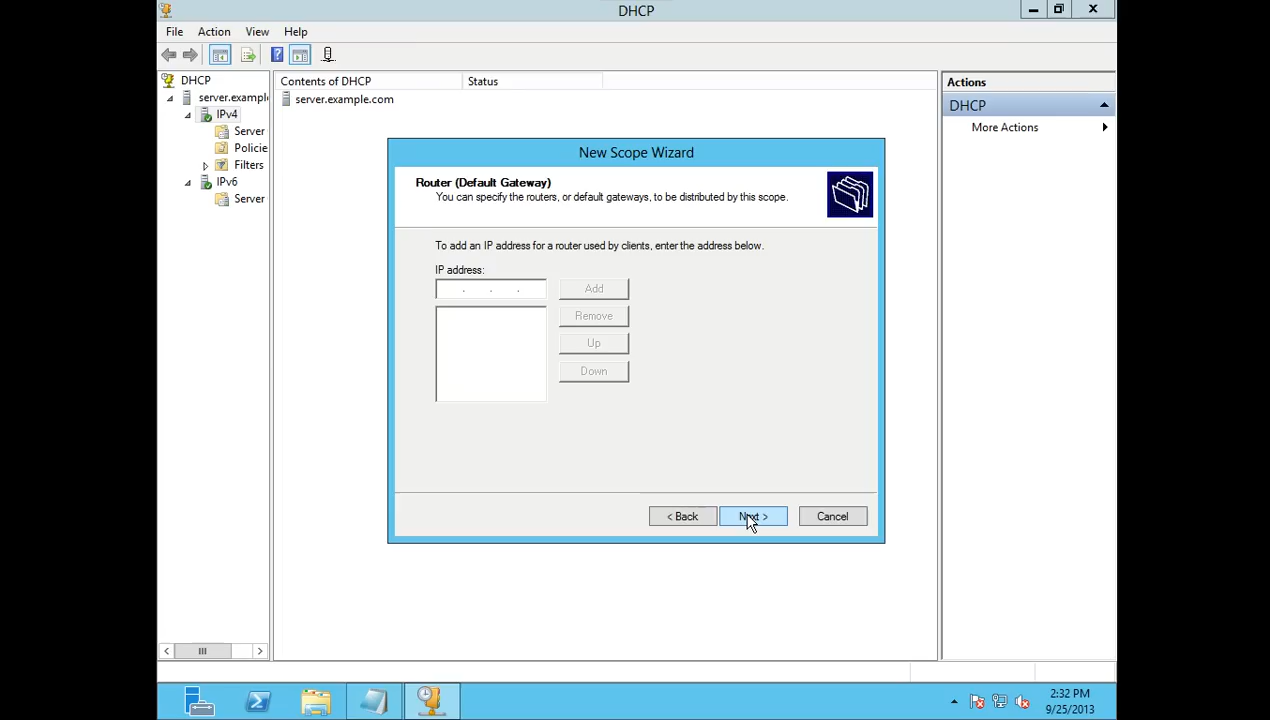 DHCP
File Action View Help
DHCP
server.exampl
IPv4
Server
Policie
Filters
IPv6
Server
Contents of DHCP Status
server.example.com
Actions
DHCP
More Actions
New Scope Wizard
Router (Default Gateway)
You can specify the routers, or default gateways, to be distributed by this scope.
To add an IP address for a router used by clients, enter the address below.
IP address:
. . . Add
Remove
Up
Down
< Back Next > Cancel
2:32 PM
9/25/2013